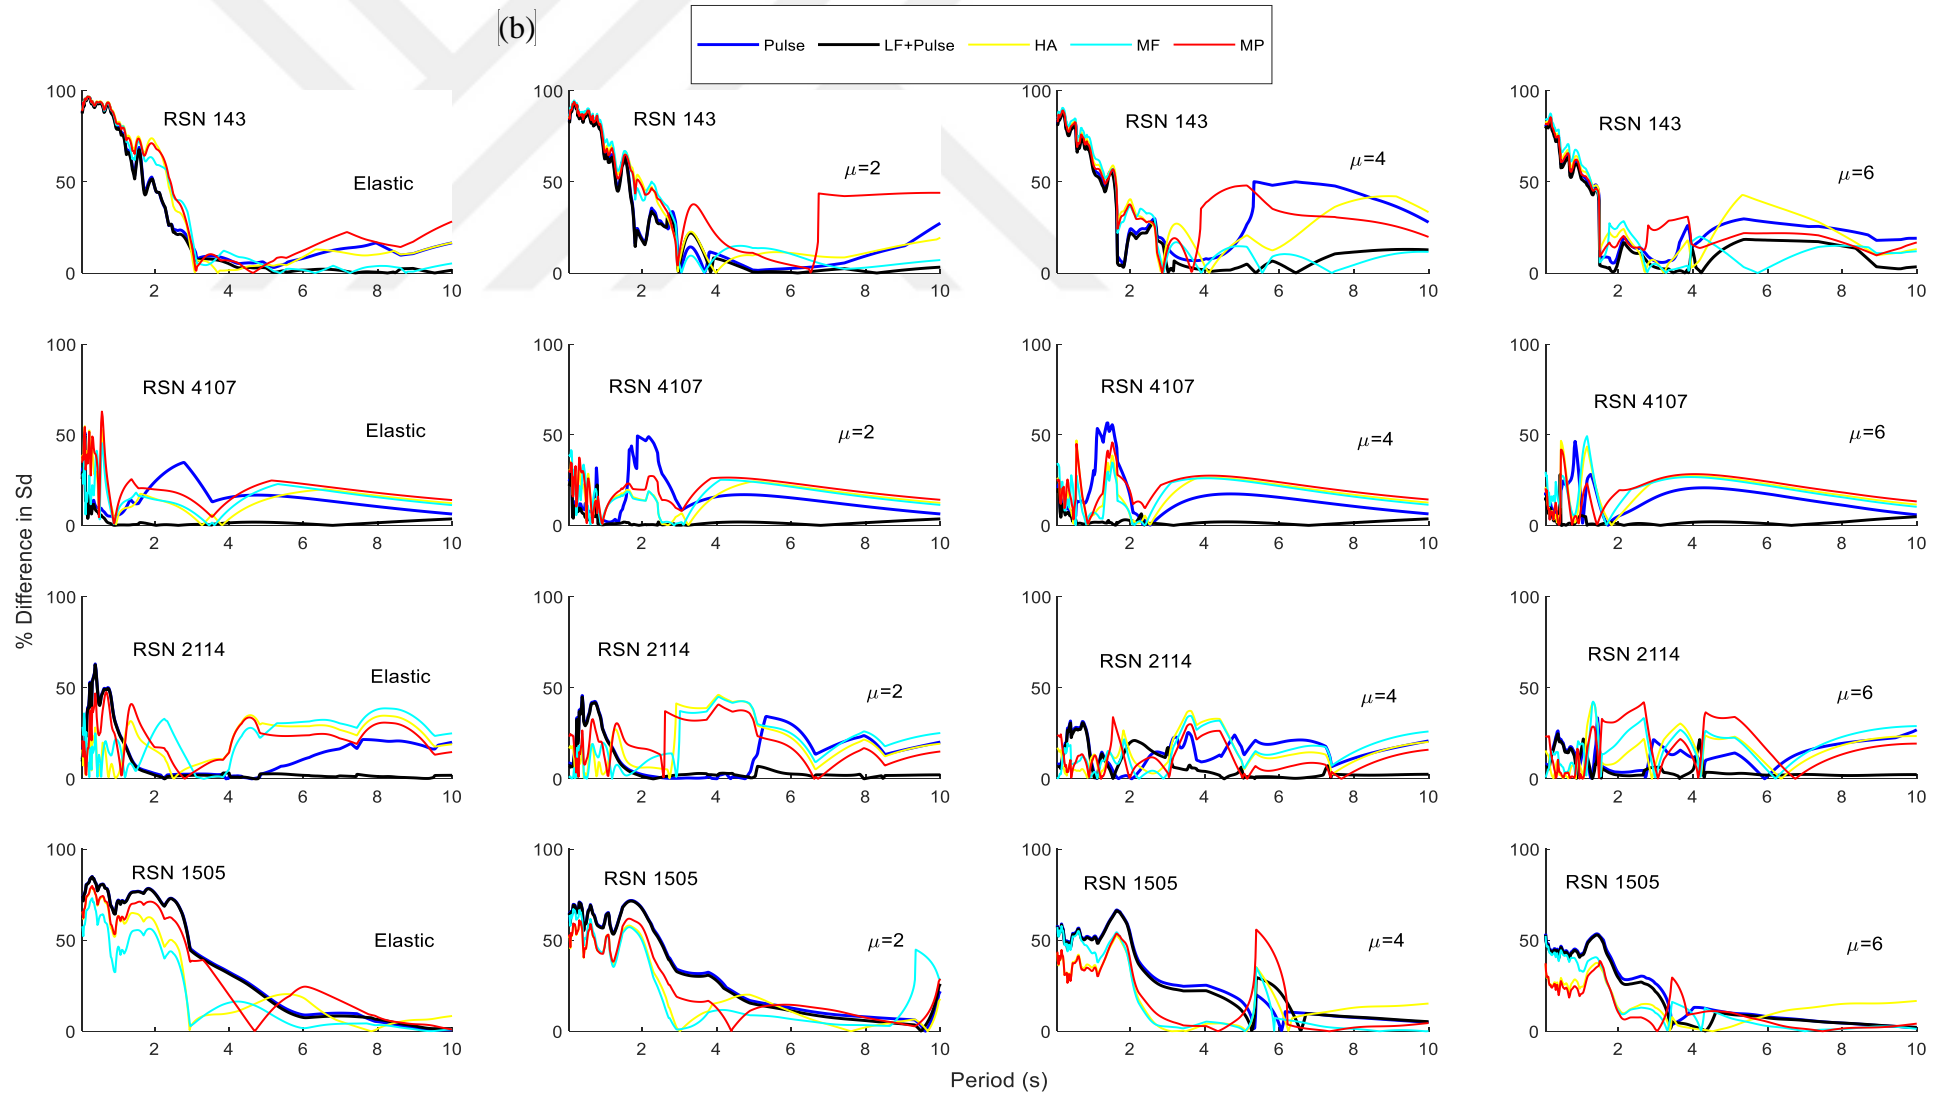 (b)
Pulse LF+Pulse HA MF MP
100 100 100 100
RSN 143 RSN 143 RSN 143 RSN 143
Elastic μ=2 μ=4 μ=6
50 50 50 50
0 0 0 0
2 4 6 8 10 2 4 6 8 10 2 4 6 8 10 2 4 6 8 10
100 100 100 100
RSN 4107 RSN 4107 RSN 4107 RSN 4107
Elastic μ=2 μ=4 μ=6
50 50 50 50
0 0 0 0
2 4 6 8 10 2 4 6 8 10 2 4 6 8 10 2 4 6 8 10
% Difference in Sd
100 100 100 100
RSN 2114 RSN 2114 RSN 2114 RSN 2114
Elastic μ=2 μ=4 μ=6
50 50 50 50
0 0 0 0
2 4 6 8 10 2 4 6 8 10 2 4 6 8 10 2 4 6 8 10
100 100 100 100
RSN 1505 RSN 1505 RSN 1505 RSN 1505
Elastic μ=2 μ=4 μ=6
50 50 50 50
0 0 0 0
2 4 6 8 10 2 4 6 8 10 2 4 6 8 10 2 4 6 8 10
Period (s)